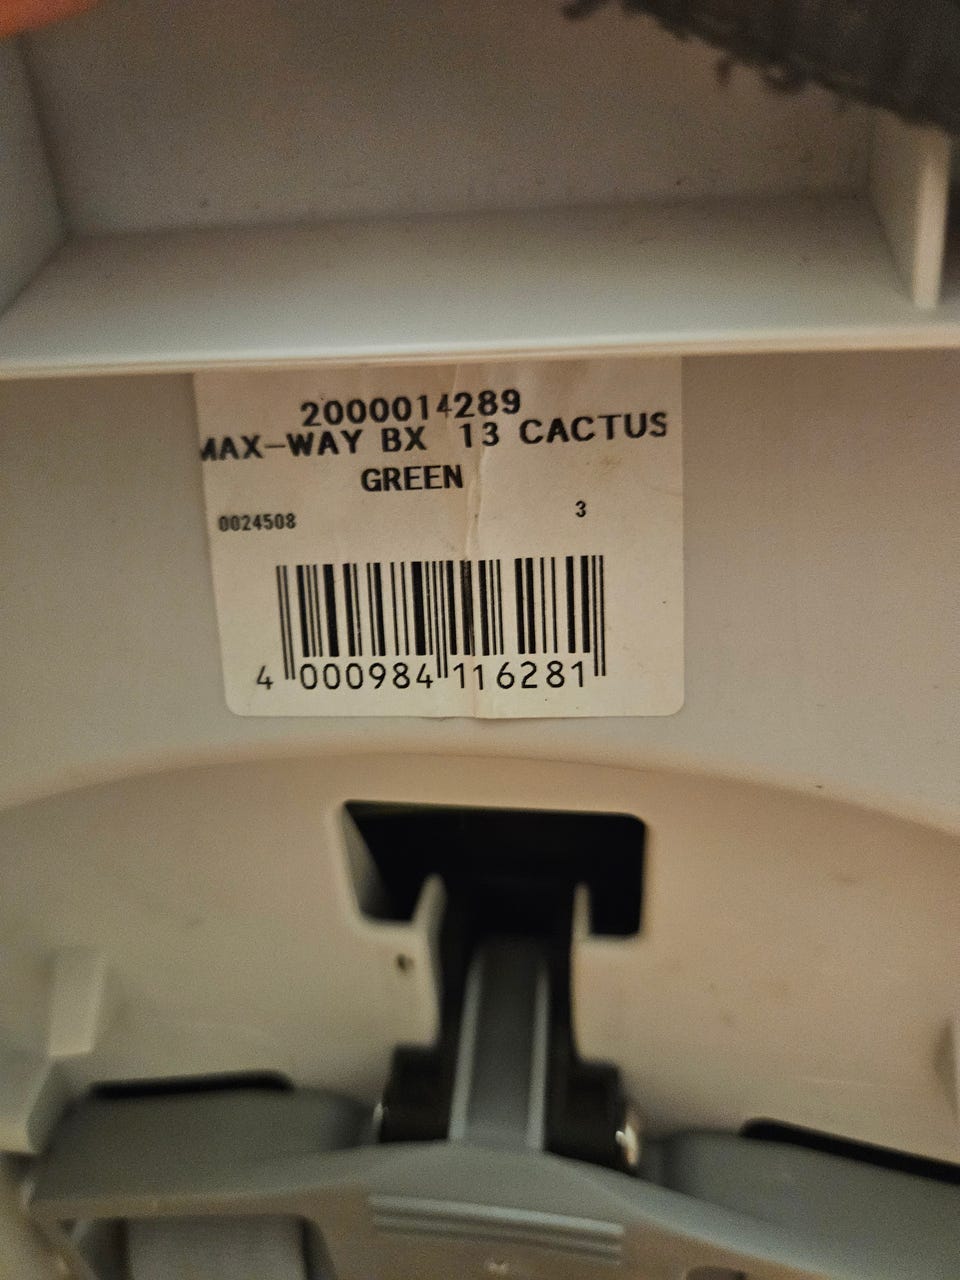 2000014289
MAX-WAY BX 13 CACTUS
GREEN
0024508 3
4 000984 116281